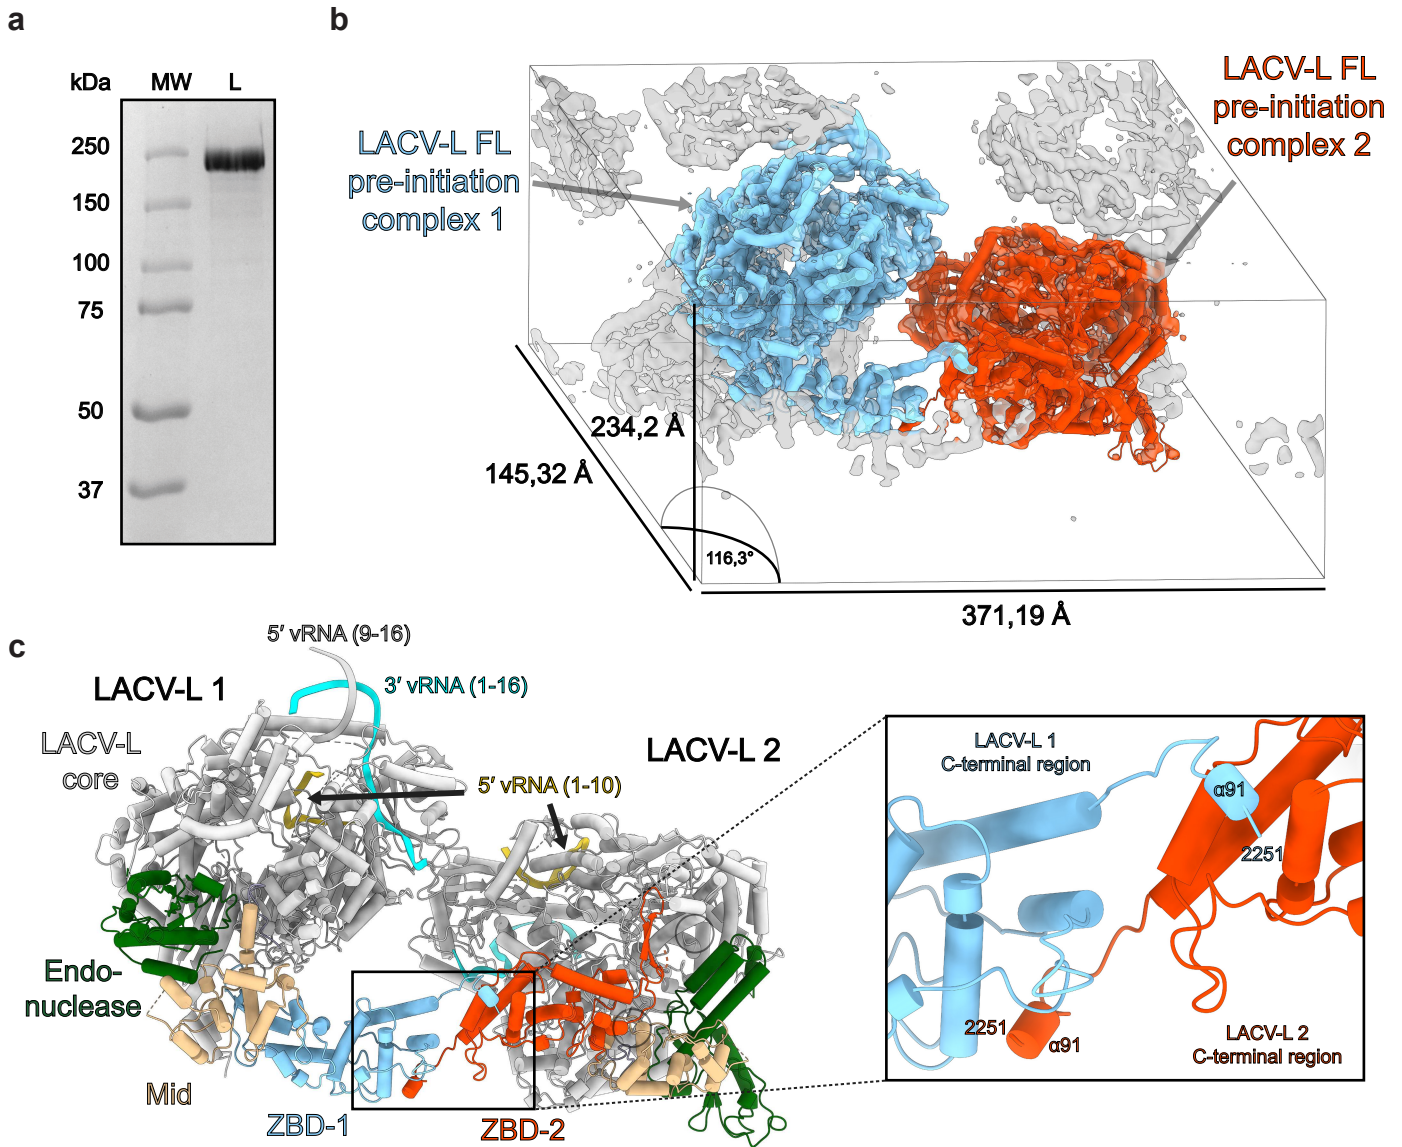 a
kDa MW L
250
150
100
75
50
37
b
LACV-L FL
pre-initiation
complex 1
LACV-L FL
pre-initiation
complex 2
234,2 Å
145,32 Å
116,3°
371,19 Å
c
5′ vRNA (9-16)
LACV-L 1
3′ vRNA (1-16)
LACV-L
core
LACV-L 2
5′ vRNA (1-10)
Endo-
nuclease
Mid
ZBD-1
ZBD-2
LACV-L 1
C-terminal region
α91
2251
2251
α91
LACV-L 2
C-terminal region